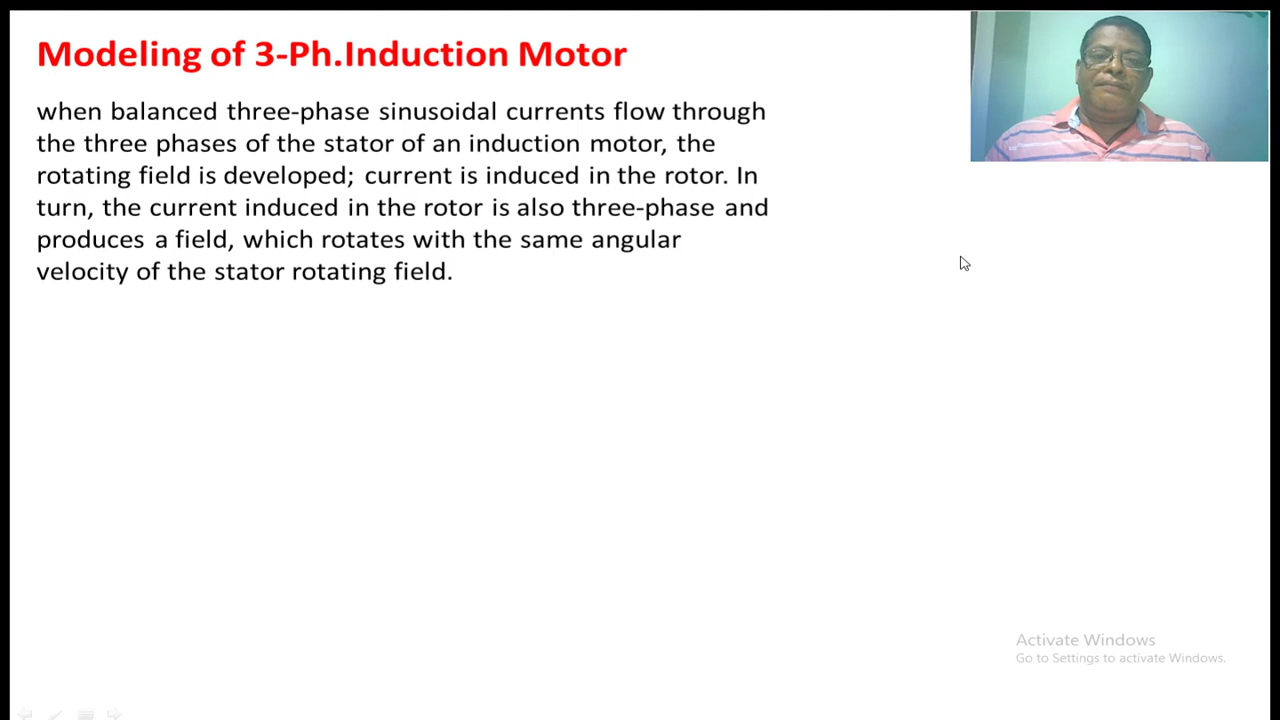 Modeling of 3-Ph.Induction Motor
when balanced three-phase sinusoidal currents flow through
the three phases of the stator of an induction motor, the
rotating field is developed; current is induced in the rotor. In
turn, the current induced in the rotor is also three-phase and
produces a field, which rotates with the same angular
velocity of the stator rotating field.
Activate Windows
Go to Settings to activate Windows.